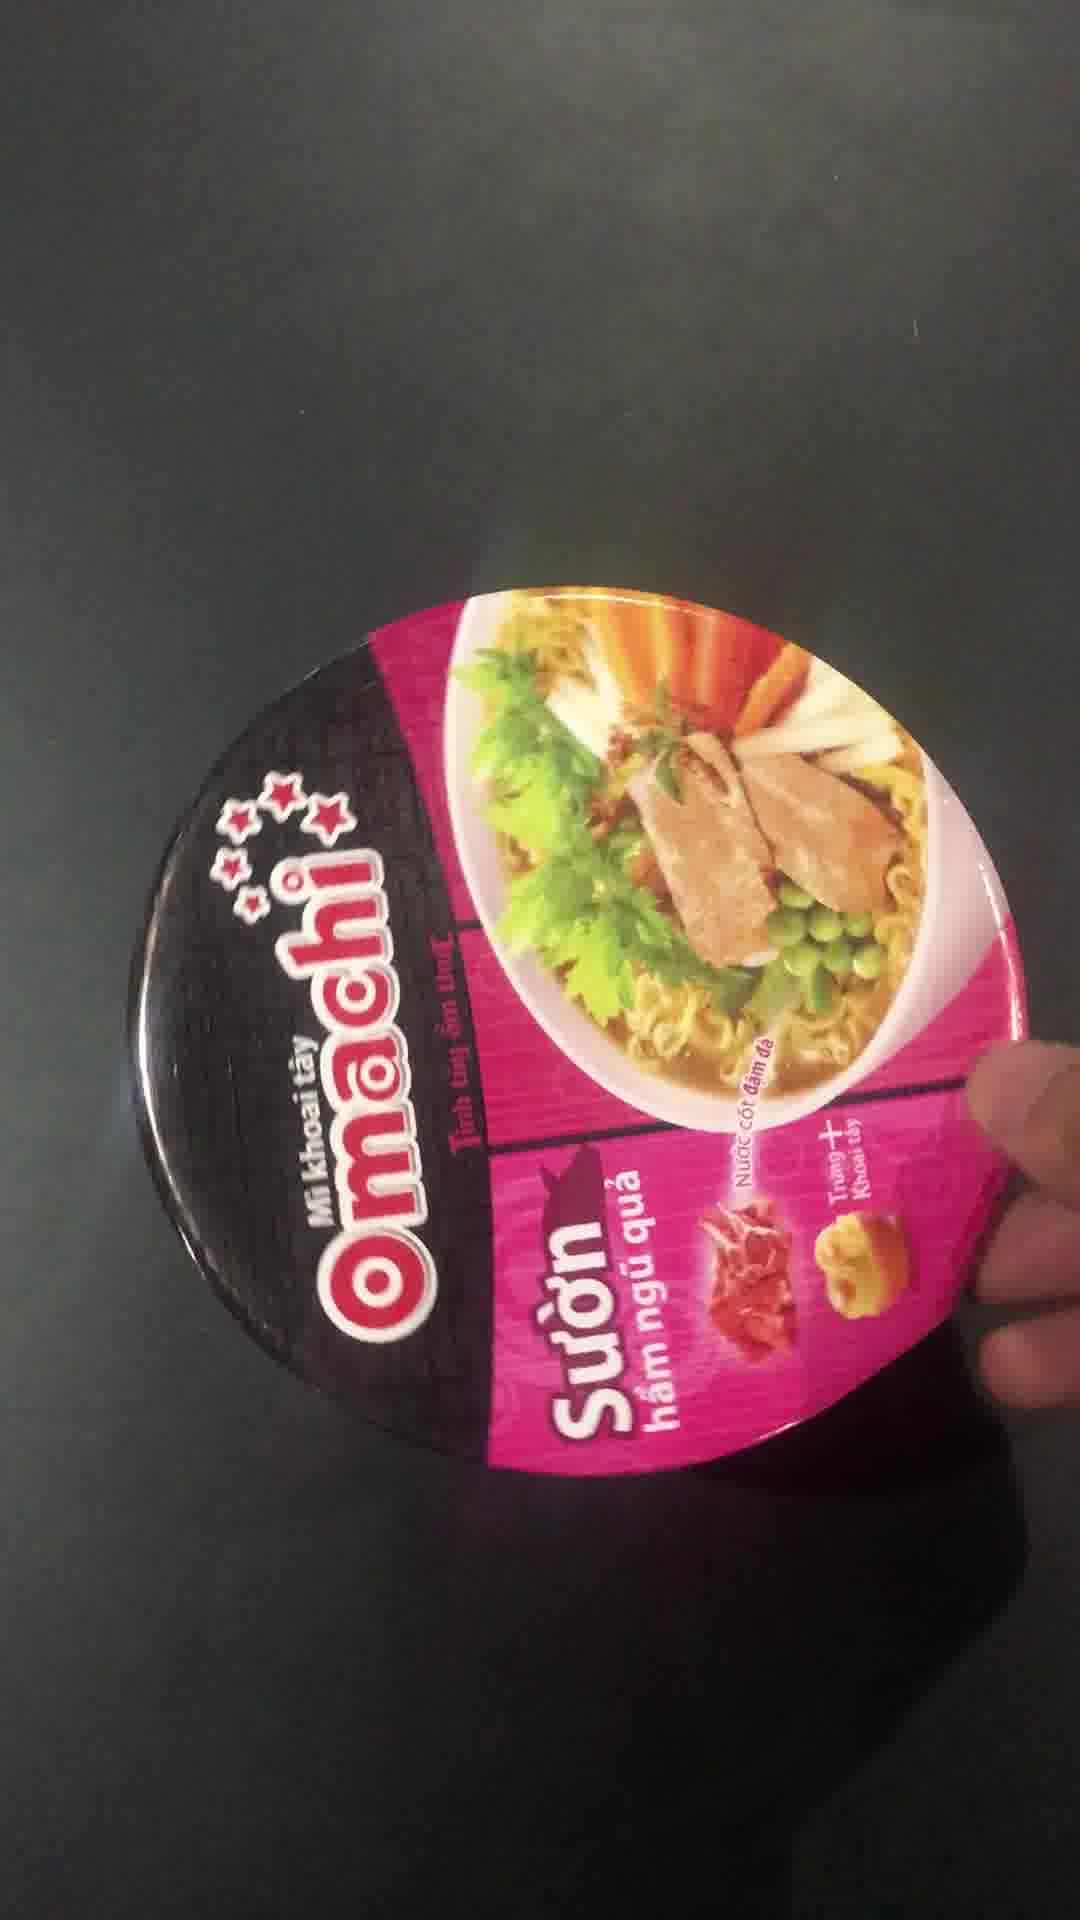 Mì khoai tây
Omachi
Tinh túy ẩm thực
Sườn
hầm ngũ quả
Nước cốt đậm đà
Trứng +
Khoai tây